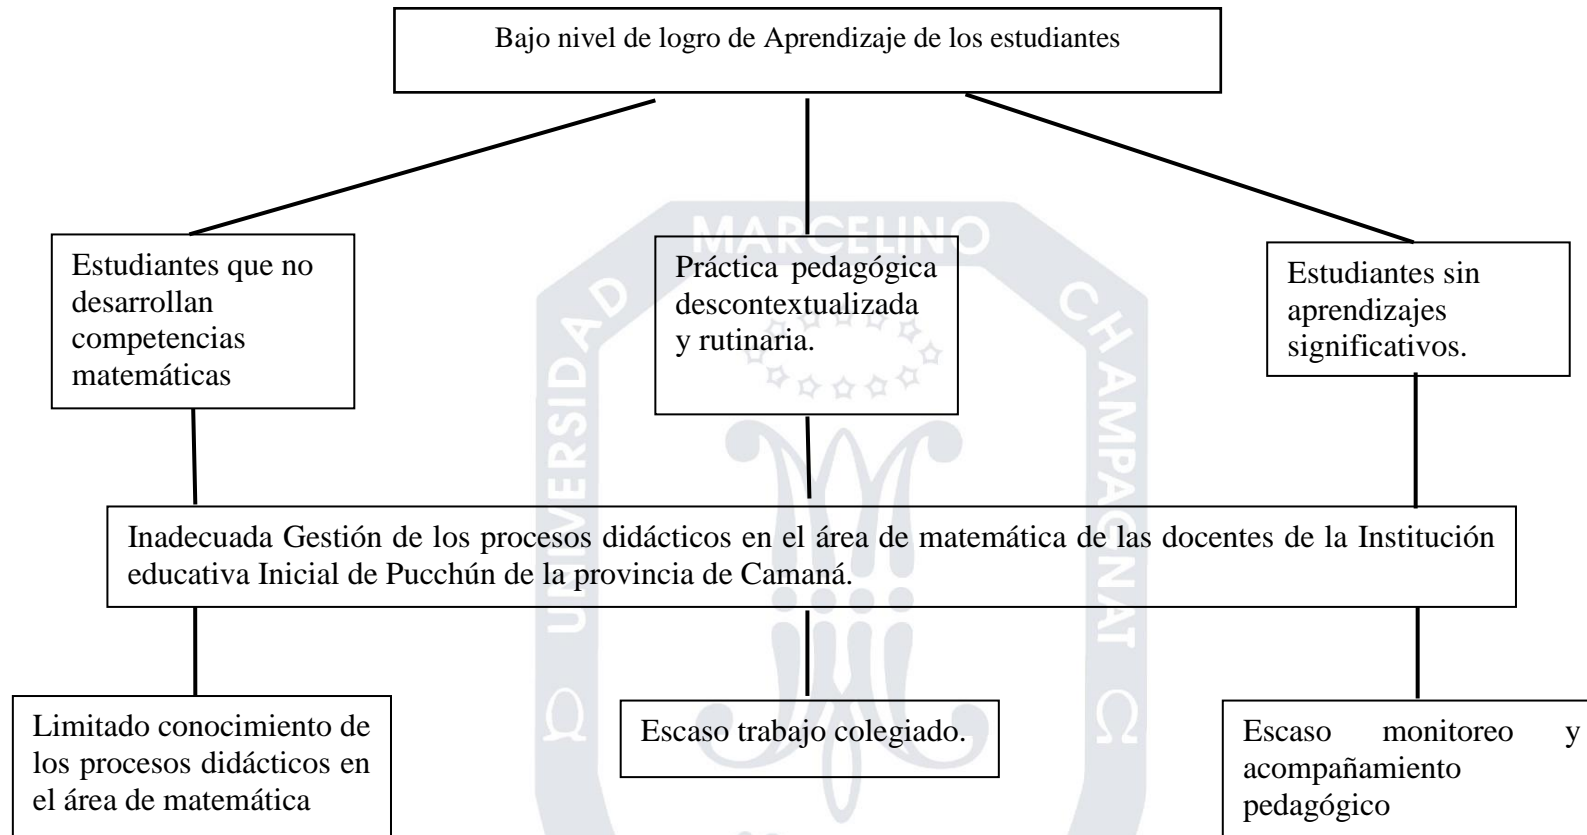 Bajo nivel de logro de Aprendizaje de los estudiantes
MARCELINO
UNIVERSIDAD
CHAMPAGNAT
Estudiantes que no
desarrollan
competencias
matemáticas
Práctica pedagógica
descontextualizada
y rutinaria.
Estudiantes sin
aprendizajes
significativos.
Inadecuada Gestión de los procesos didácticos en el área de matemática de las docentes de la Institución
educativa Inicial de Pucchún de la provincia de Camaná.
Ω
Ω
Limitado conocimiento de
los procesos didácticos en
el área de matemática
Escaso trabajo colegiado.
Escaso monitoreo y
acompañamiento
pedagógico